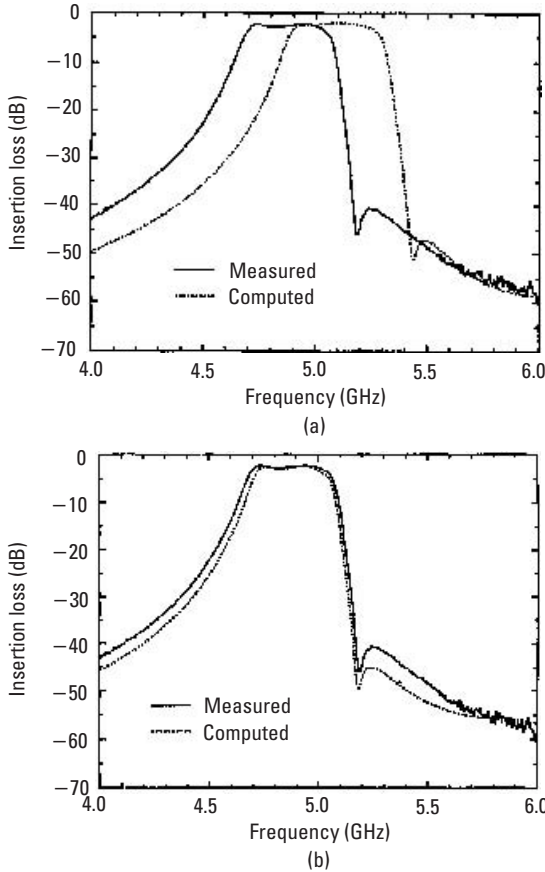 0
−10
−20
−30
−40
−50
−60
−70
Insertion loss (dB)
Measured
Computed
4.0
4.5
5.0
5.5
6.0
Frequency (GHz)
(a)
0
−10
−20
−30
−40
−50
−60
−70
Insertion loss (dB)
Measured
Computed
4.0
4.5
5.0
5.5
6.0
Frequency (GHz)
(b)